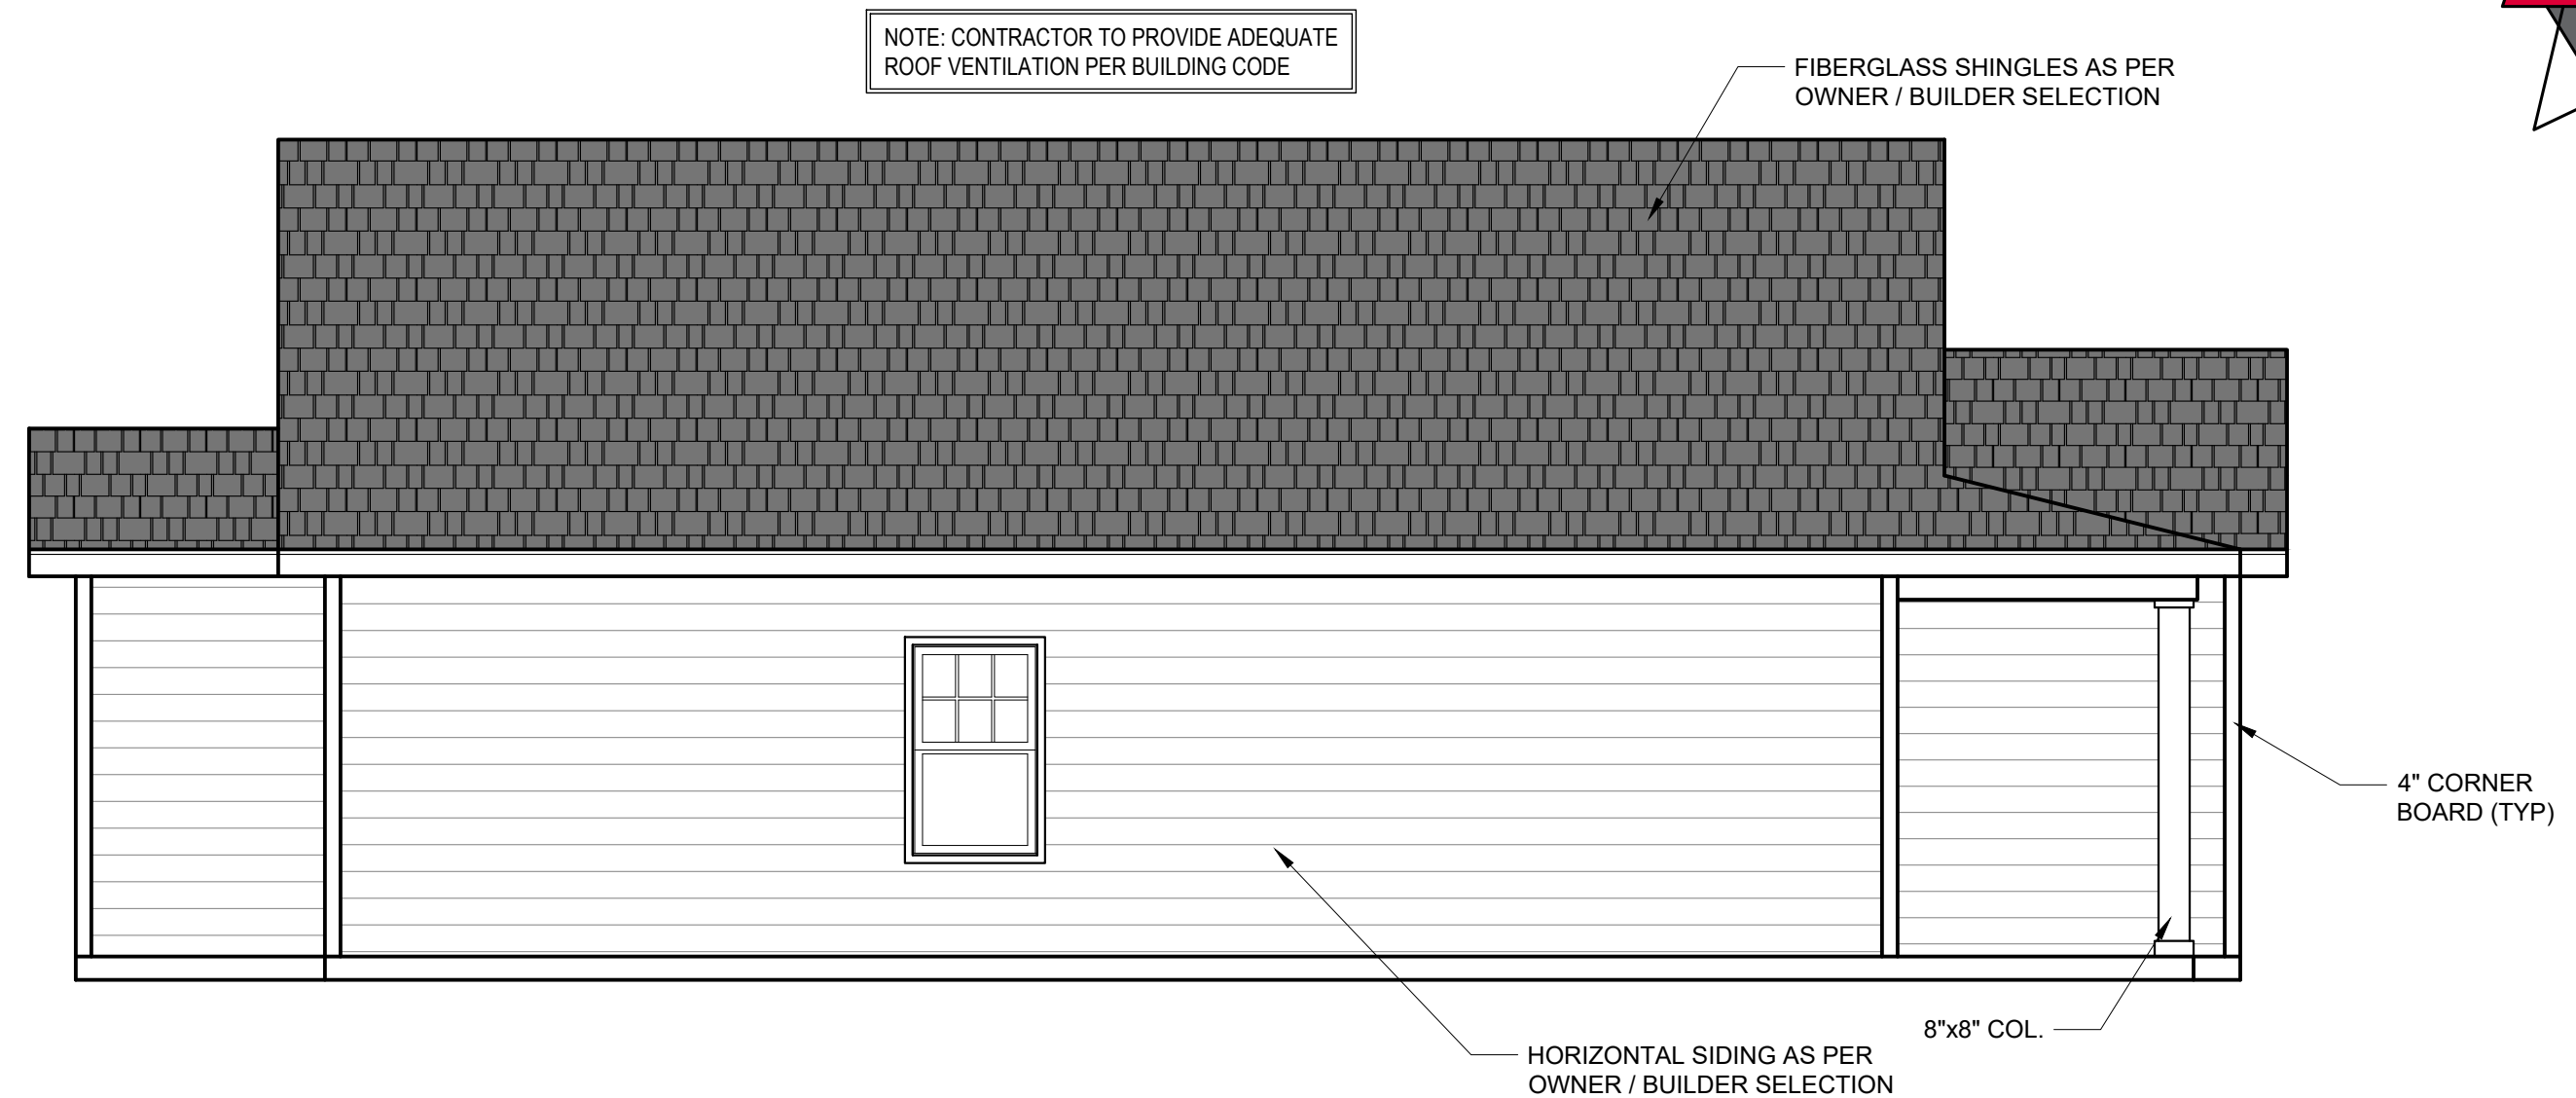 NOTE: CONTRACTOR TO PROVIDE ADEQUATE
ROOF VENTILATION PER BUILDING CODE
FIBERGLASS SHINGLES AS PER
OWNER / BUILDER SELECTION
4" CORNER
BOARD (TYP)
8"x8" COL.
HORIZONTAL SIDING AS PER
OWNER / BUILDER SELECTION